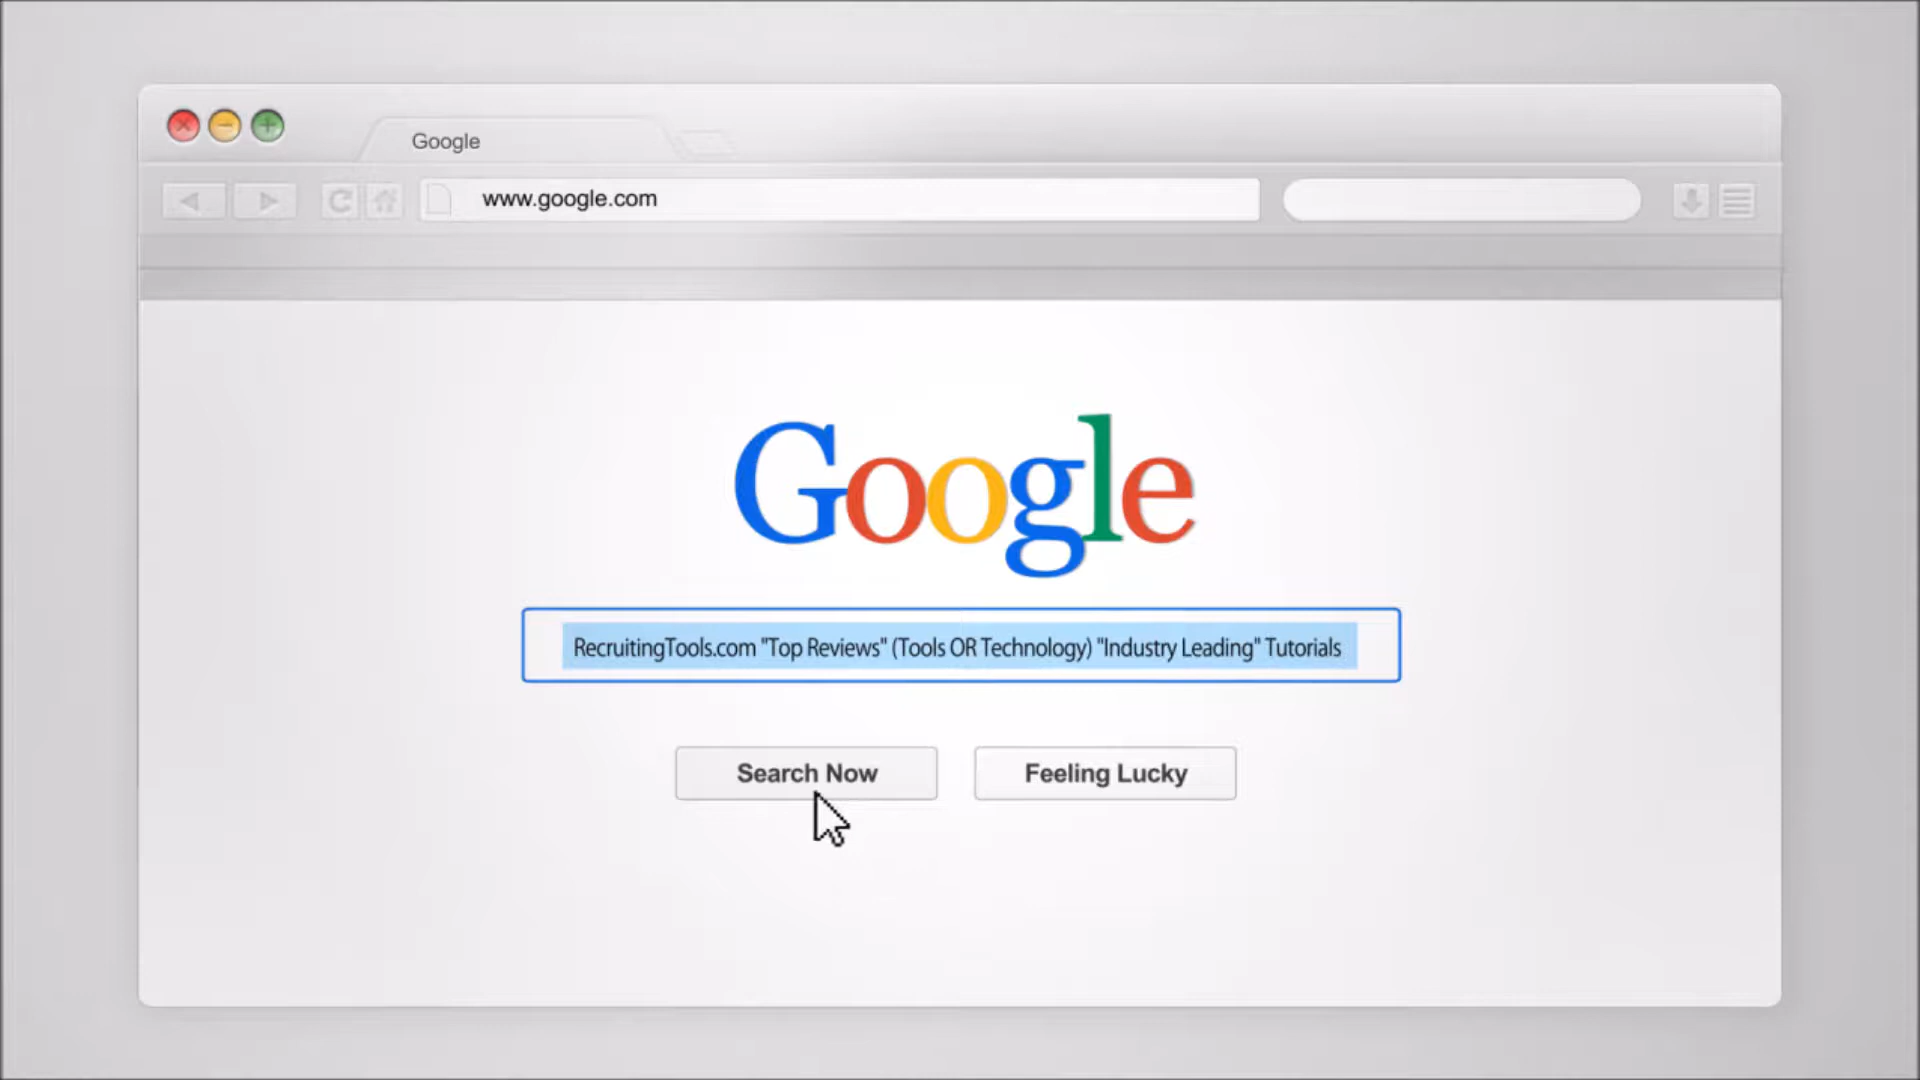 Google
www.google.com
Google
RecruitingTools.com "Top Reviews" (Tools OR Technology) "Industry Leading" Tutorials
Search Now
Feeling Lucky